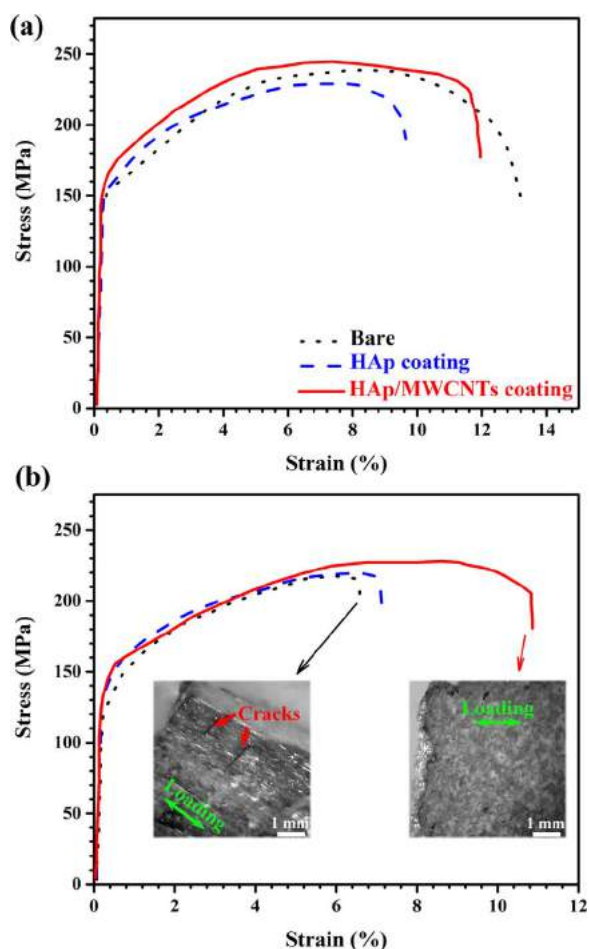 (a)
250
200
150
100
50
0
Stress (MPa)
Bare
HAp coating
HAp/MWCNTs coating
0 2 4 6 8 10 12 14
Strain (%)
(b)
250
200
150
100
50
0
Stress (MPa)
Cracks
Loading
1 mm
Loading
1 mm
0 2 4 6 8 10 12
Strain (%)